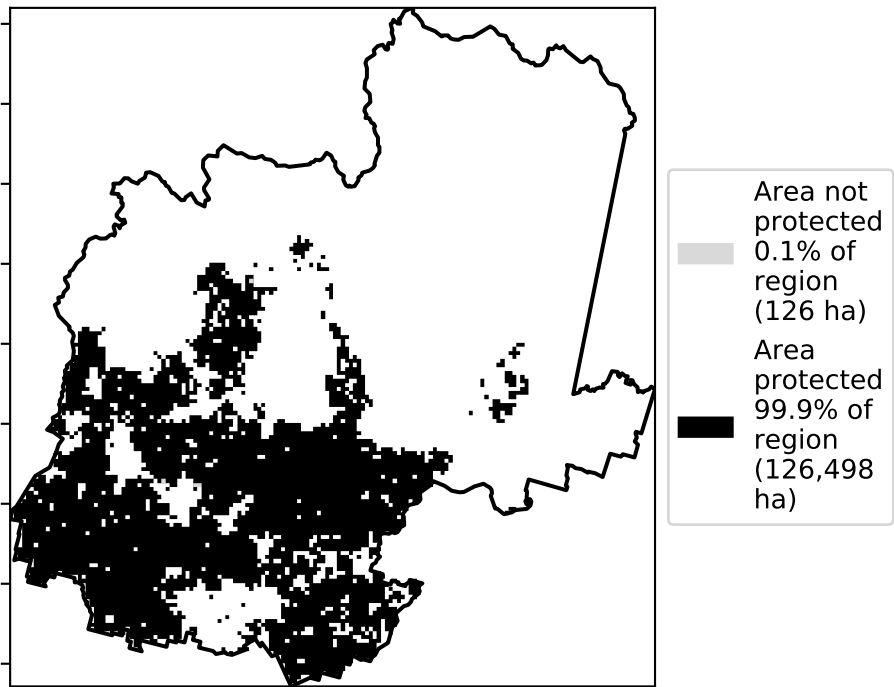 Area not
protected
0.1% of
region
(126 ha)
Area
protected
99.9% of
region
(126,498
ha)